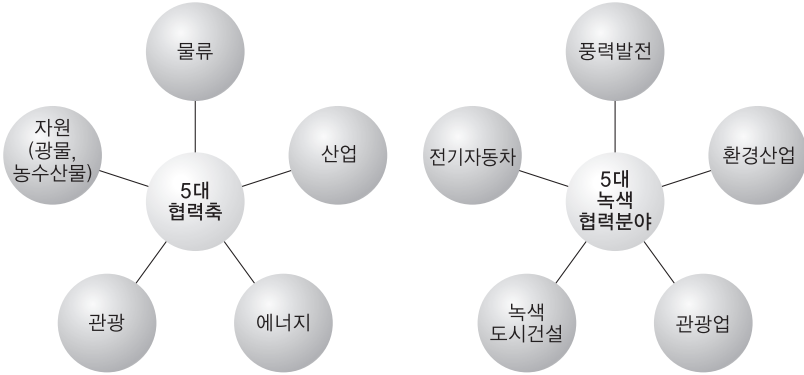 물류
자원
(광물,
농수산물)
산업
5대
협력축
관광
에너지
풍력발전
전기자동차
환경산업
5대
녹색
협력분야
녹색
도시건설
관광업